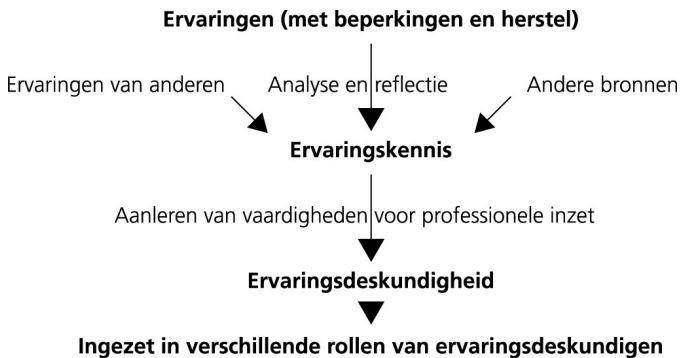 Ervaringen (met beperkingen en herstel)
Ervaringen van anderen
Analyse en reflectie
Andere bronnen
Ervaringskennis
Aanleren van vaardigheden voor professionele inzet
Ervaringsdeskundigheid
Ingezet in verschillende rollen van ervaringsdeskundigen